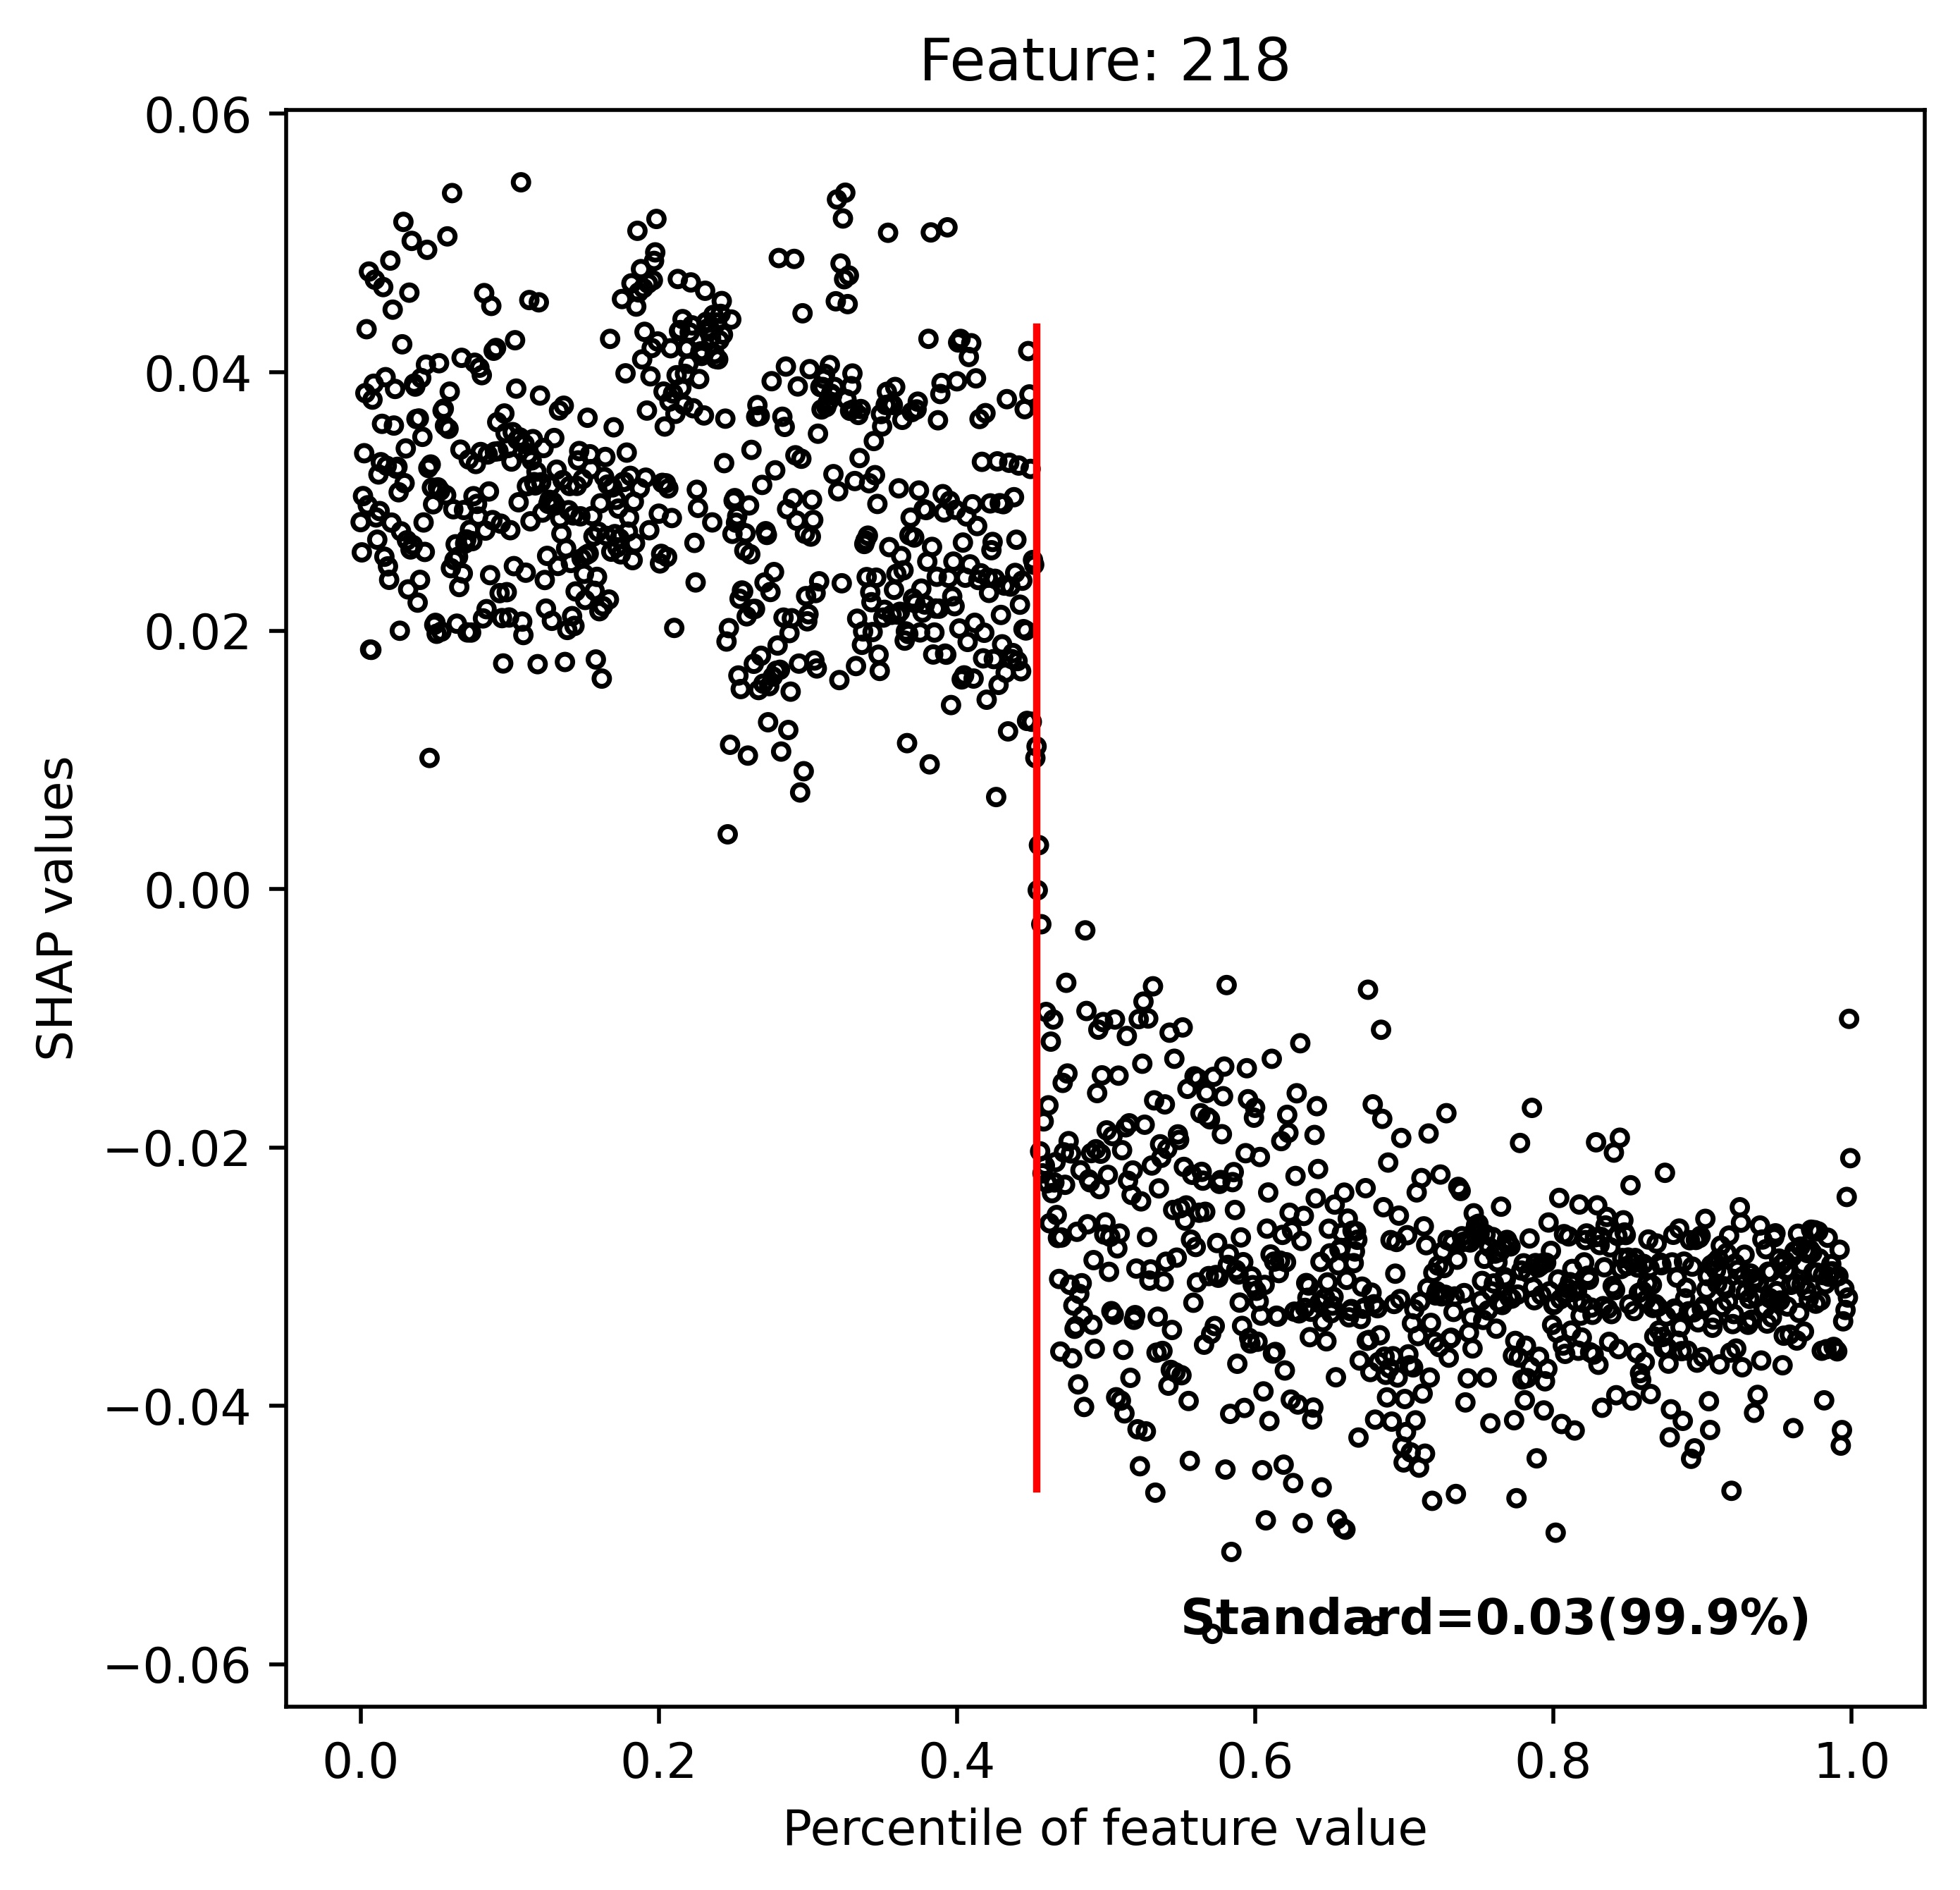 Feature: 218
0.06
0.04
0.02
0.00
−0.02
−0.04
−0.06
SHAP values
Standard=0.03(99.9%)
0.0 0.2 0.4 0.6 0.8 1.0
Percentile of feature value